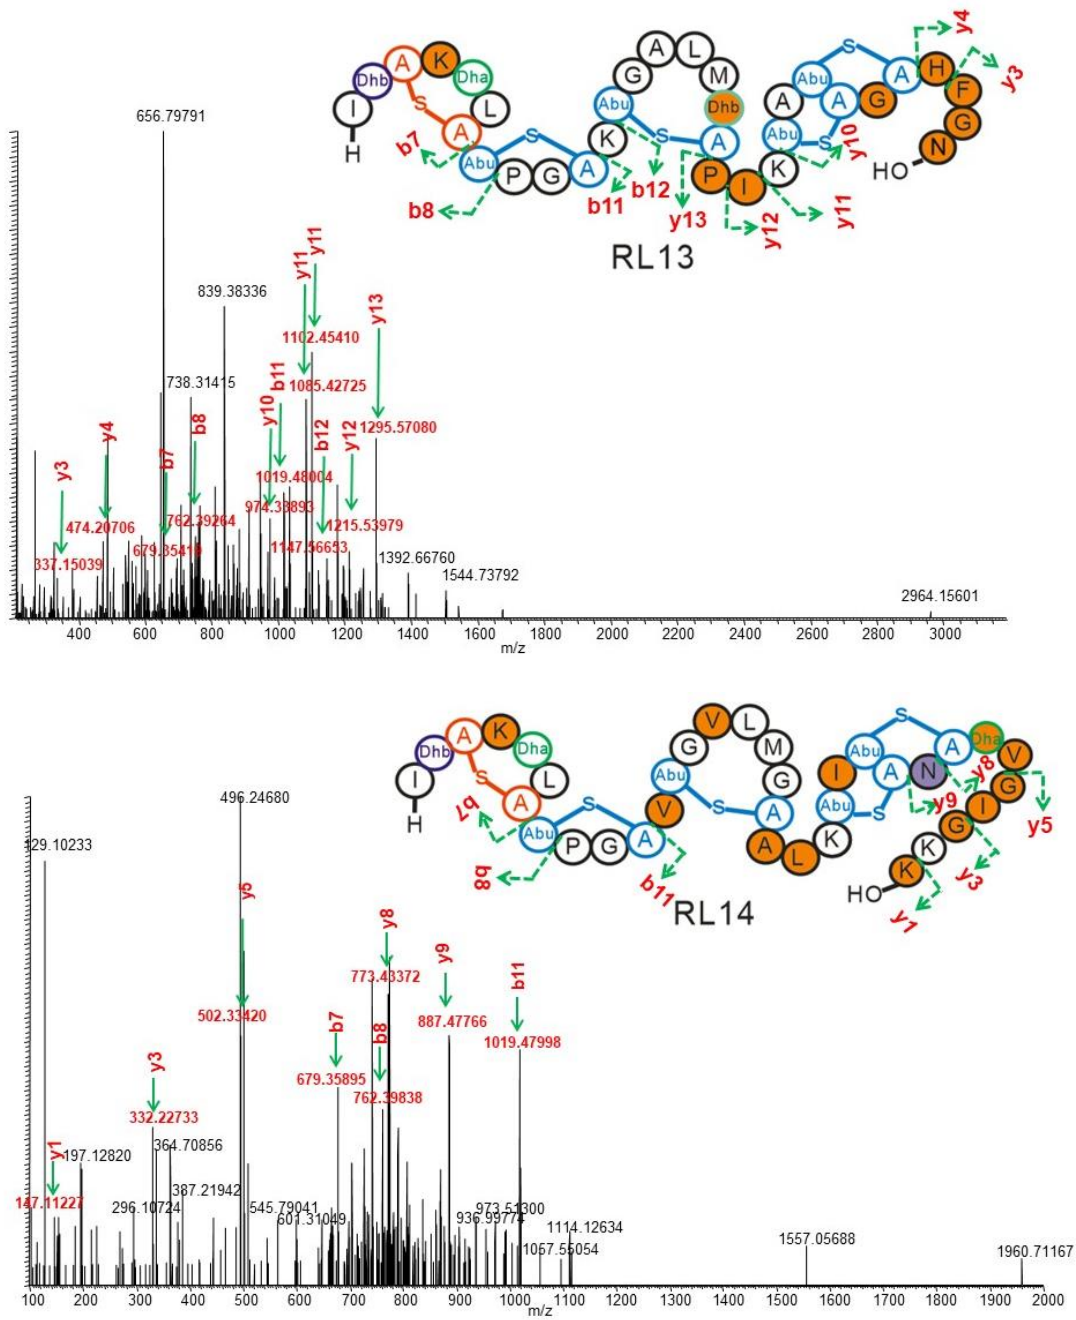 656.79791
Dhb
A
K
Dha
L
I
H
A
S
b7
Abu
P
G
A
S
K
b8
b11
Abu
G
A
L
M
Dhb
A
S
b12
y13
P
I
K
y12
y11
y10
Abu
A
Abu
S
A
S
A
G
H
F
G
N
HO
y4
y3
RL13
839.38336
738.31415
y11
y11
1102.45410
1085.42725
y13
1295.57080
b11
y10
1019.48004
974.33893
b12
y12
1215.53979
1147.56653
y3
y4
b7
b8
474.20706
762.39264
679.35410
337.15039
1392.66760
1544.73792
2964.15601
400 600 800 1000 1200 1400 1600 1800 2000 2200 2400 2600 2800 3000
m/z
I
H
Dhb
A
K
Dha
L
A
S
b7
Abu
P
G
A
S
V
b8
b11
Abu
G
V
L
M
G
A
S
A
L
K
Abu
I
Abu
S
A
S
N
A
Dha
V
G
I
G
K
K
HO
y8
y9
y5
y3
y1
RL14
496.24680
129.10233
y5
y8
773.43372
y9
887.47766
b11
1019.47998
502.33420
b7
b8
679.35895
762.39838
y3
332.22733
364.70856
y1
197.12820
387.21942
147.11227
296.10724
545.79041
601.31049
973.51300
936.99774
1114.12634
1057.55054
1557.05688
1960.71167
100 200 300 400 500 600 700 800 900 1000 1100 1200 1300 1400 1500 1600 1700 1800 1900 2000
m/z